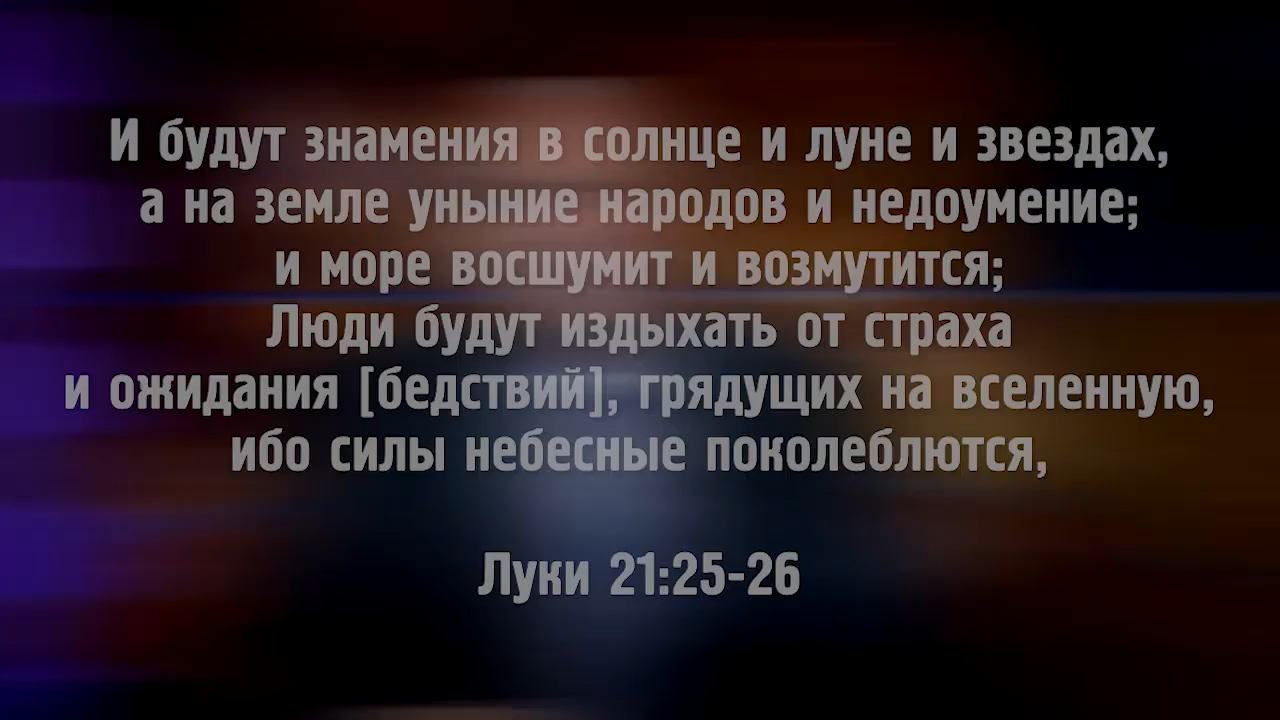 И будут знамения в солнце и луне и звездах,
а на земле уныние народов и недоумение;
и море восшумит и возмутится;
Люди будут издыхать от страха
и ожидания [бедствий], грядущих на вселенную,
ибо силы небесные поколеблются,
Луки 21:25-26